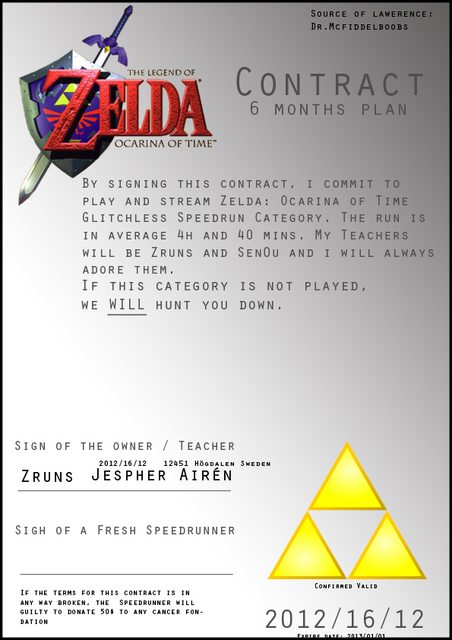 Source of lawerence:
Dr.Mcfiddelboobs
THE LEGEND OF
ZELDA
OCARINA OF TIME™
Contract
6 months plan
By signing this contract, i commit to
play and stream Zelda: Ocarina of Time
Glitchless Speedrun Category. The run is
in average 4h and 40 mins. My Teachers
will be Zruns and Sen0u and i will always
adore them.
If this category is not played,
we WILL hunt you down.
Sign of the owner / Teacher
2012/16/12 12451 Högdalen Sweden
Zruns Jespher Airén
Sigh of a Fresh Speedrunner
Confirmed Valid
If the terms for this contract is in
any way broken, the Speedrunner will
guilty to donate 50$ to any cancer fon-
dation
2012/16/12
Expire date: 2013/01/01